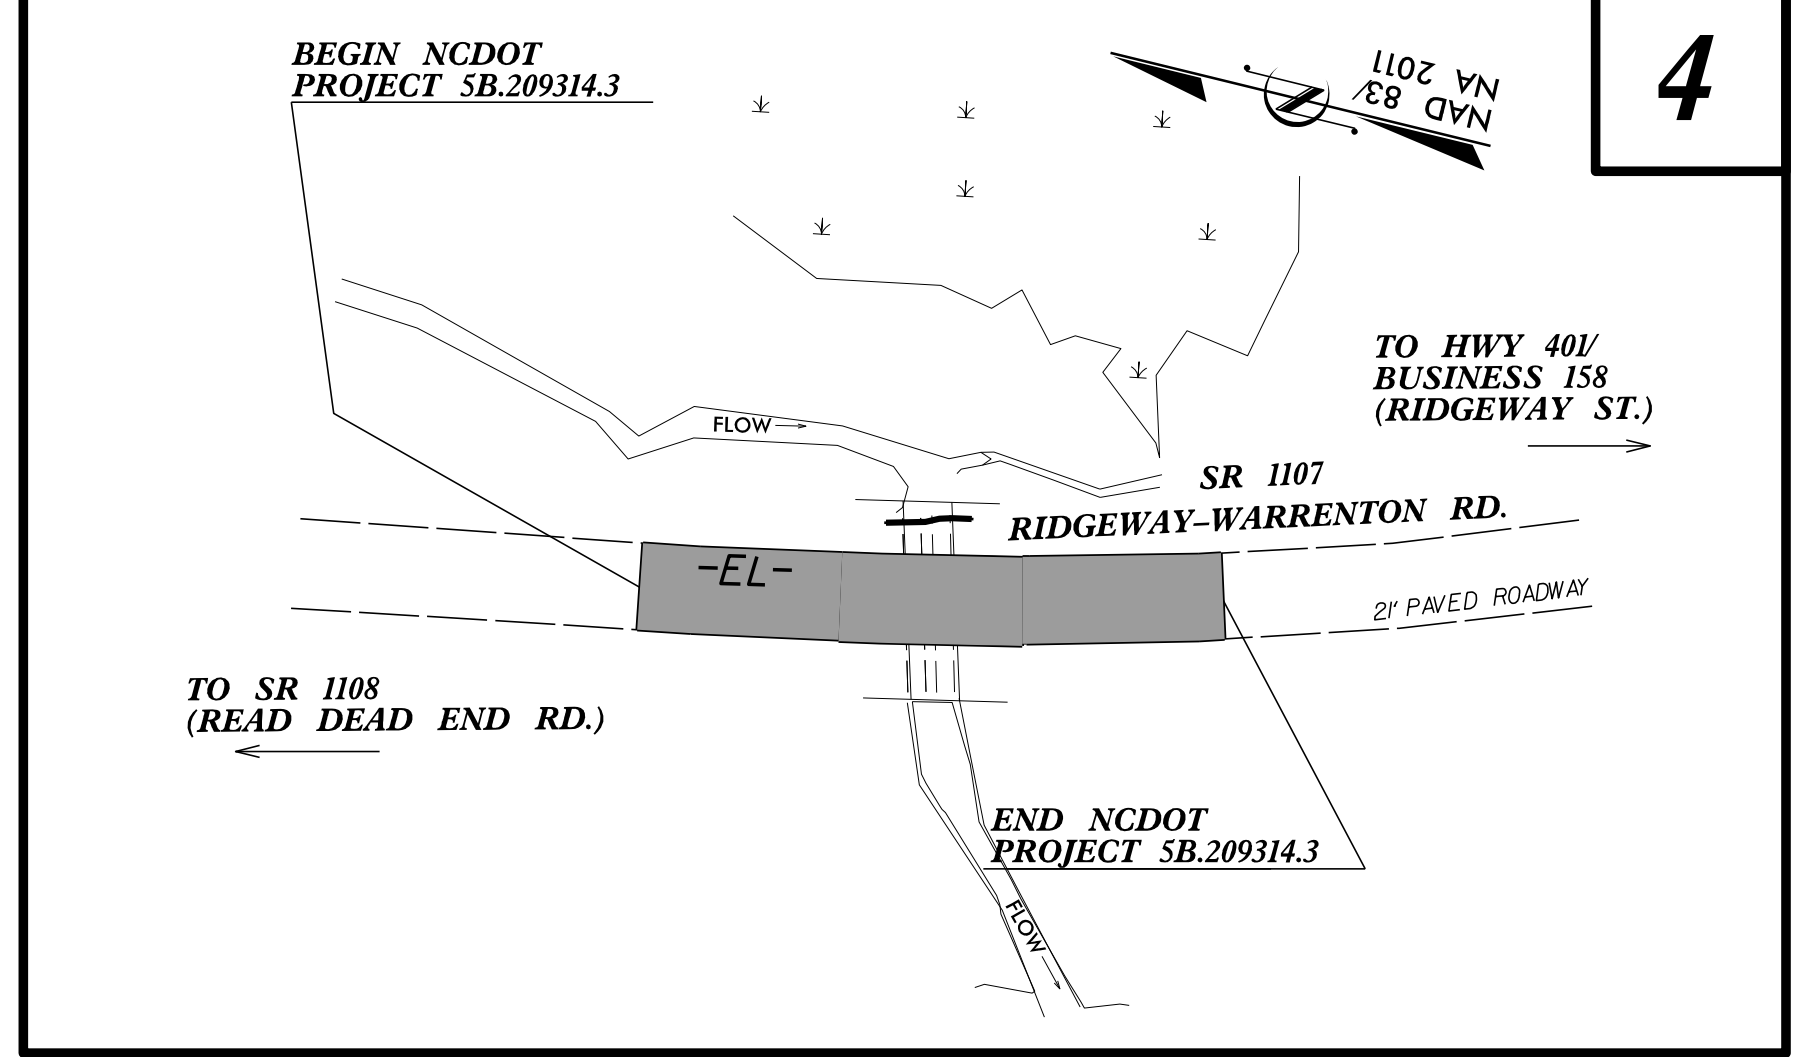 BEGIN NCDOT
PROJECT 5B.209314.3
NAD 83/
NA 2011
4
TO HWY 401/
BUSINESS 158
(RIDGEWAY ST.)
FLOW
SR 1107
RIDGEWAY–WARRENTON RD.
-EL-
21' PAVED ROADWAY
TO SR 1108
(READ DEAD END RD.)
END NCDOT
PROJECT 5B.209314.3
FLOW